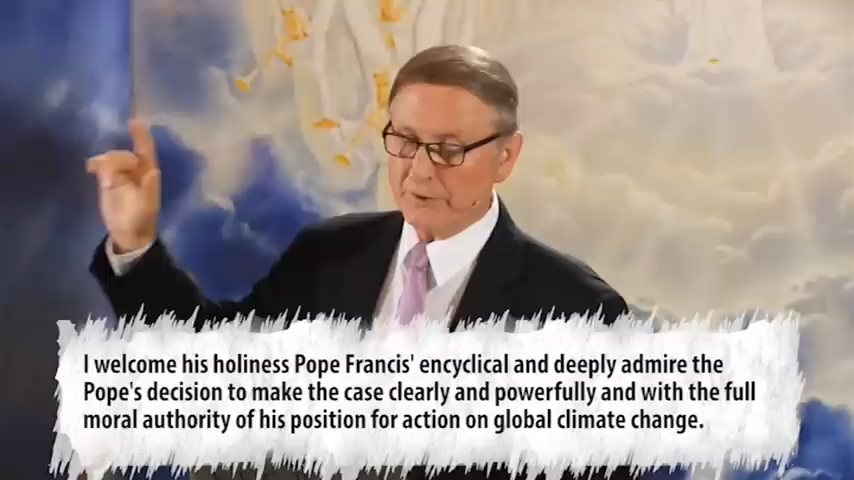 I welcome his holiness Pope Francis' encyclical and deeply admire the
Pope's decision to make the case clearly and powerfully and with the full
moral authority of his position for action on global climate change.